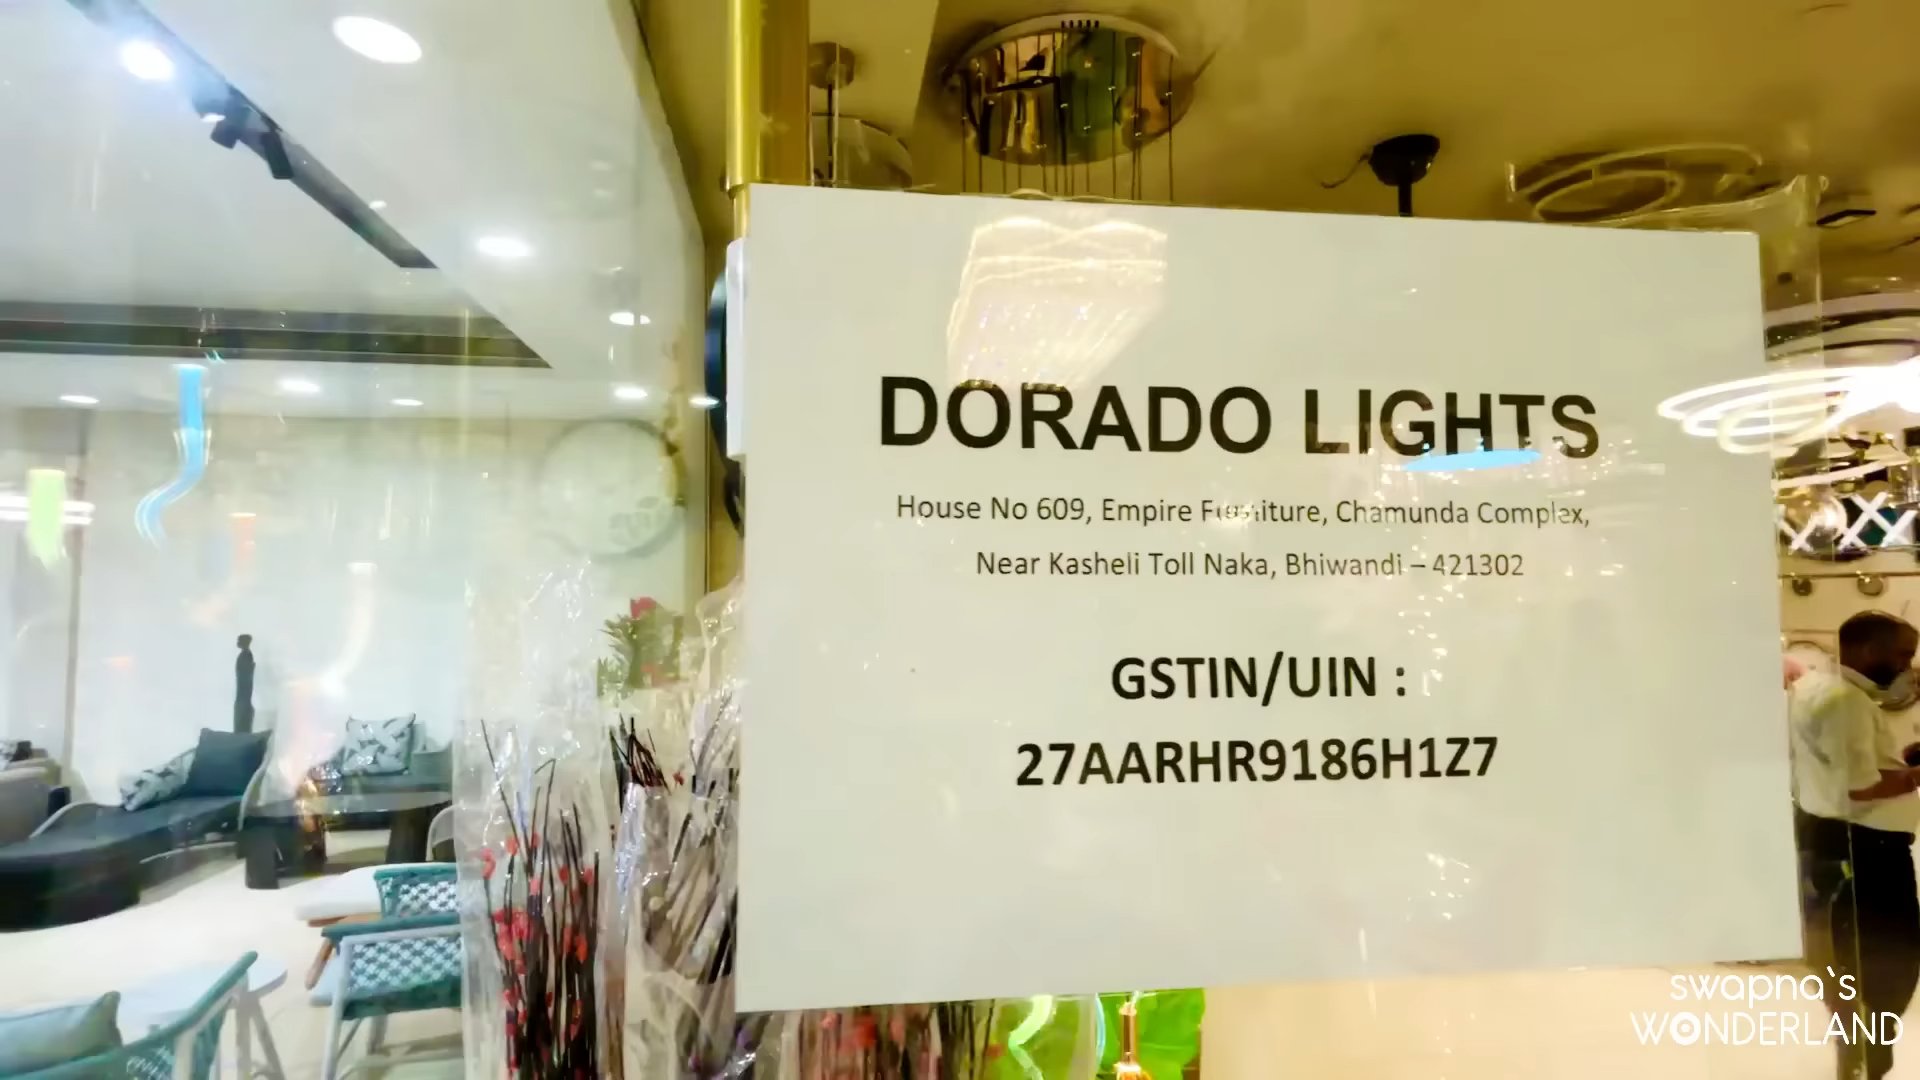 DORADO LIGHTS
House No 609, Empire Furniture, Chamunda Complex,
Near Kasheli Toll Naka, Bhiwandi – 421302
GSTIN/UIN :
27AARHR9186H1Z7
swapna's
WONDERLAND